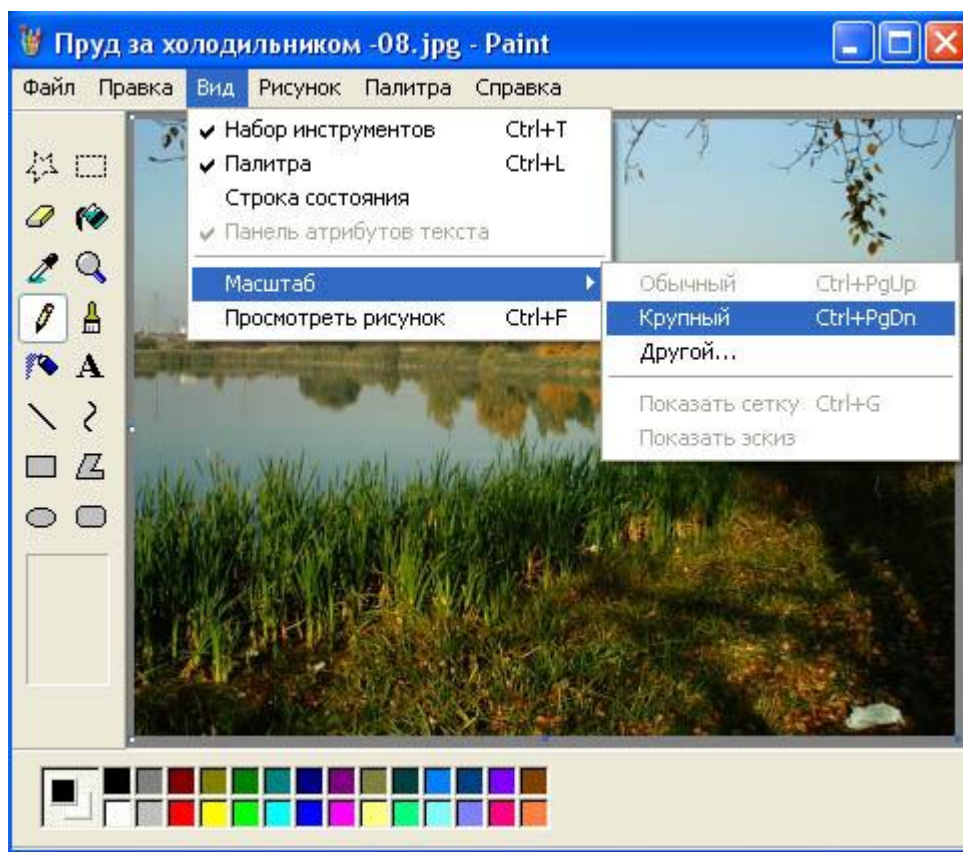 Пруд за холодильником -08.jpg - Paint
Файл Правка Вид Рисунок Палитра Справка
Набор инструментов Ctrl+T
Палитра Ctrl+L
Строка состояния
Панель атрибутов текста
Масштаб
Просмотреть рисунок Ctrl+F
Обычный Ctrl+PgUp
Крупный Ctrl+PgDn
Другой...
Показать сетку Ctrl+G
Показать эскиз
A